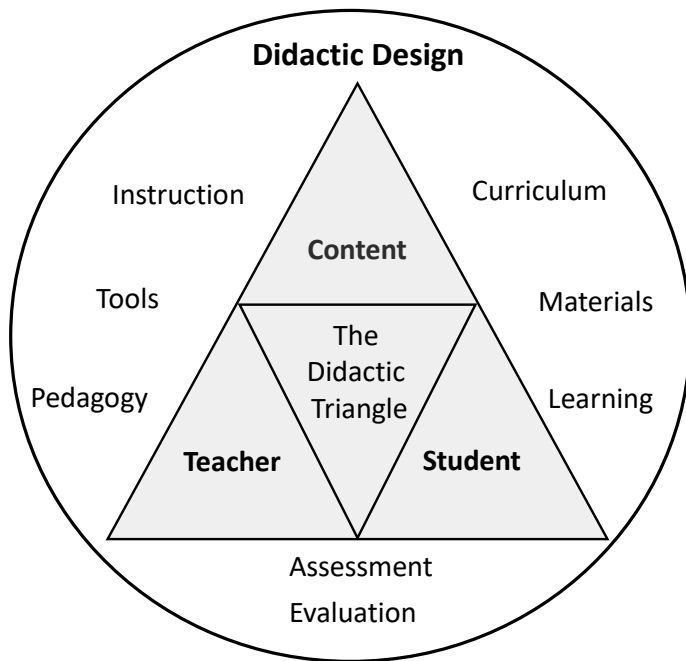 Didactic Design
Instruction
Curriculum
Content
Tools
Materials
The
Didactic
Triangle
Pedagogy
Learning
Teacher
Student
Assessment
Evaluation